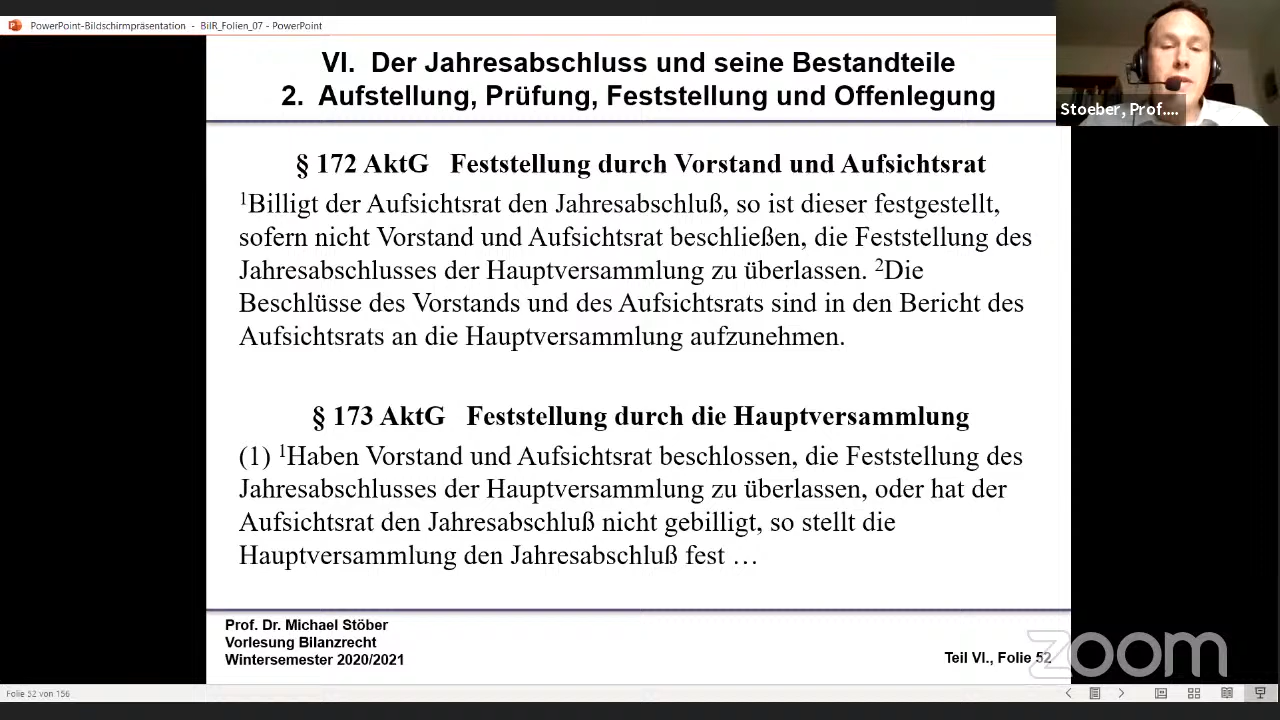 PowerPoint-Bildschirmpräsentation - BilR_Folien_07 - PowerPoint
VI. Der Jahresabschluss und seine Bestandteile
2. Aufstellung, Prüfung, Feststellung und Offenlegung
Stoeber, Prof....
§ 172 AktG Feststellung durch Vorstand und Aufsichtsrat
¹Billigt der Aufsichtsrat den Jahresabschluß, so ist dieser festgestellt,
sofern nicht Vorstand und Aufsichtsrat beschließen, die Feststellung des
Jahresabschlusses der Hauptversammlung zu überlassen. ²Die
Beschlüsse des Vorstands und des Aufsichtsrats sind in den Bericht des
Aufsichtsrats an die Hauptversammlung aufzunehmen.
§ 173 AktG Feststellung durch die Hauptversammlung
(1) ¹Haben Vorstand und Aufsichtsrat beschlossen, die Feststellung des
Jahresabschlusses der Hauptversammlung zu überlassen, oder hat der
Aufsichtsrat den Jahresabschluß nicht gebilligt, so stellt die
Hauptversammlung den Jahresabschluß fest …
Prof. Dr. Michael Stöber
Vorlesung Bilanzrecht
Wintersemester 2020/2021
Teil VI., Folie 52
zoom
Folie 52 von 156